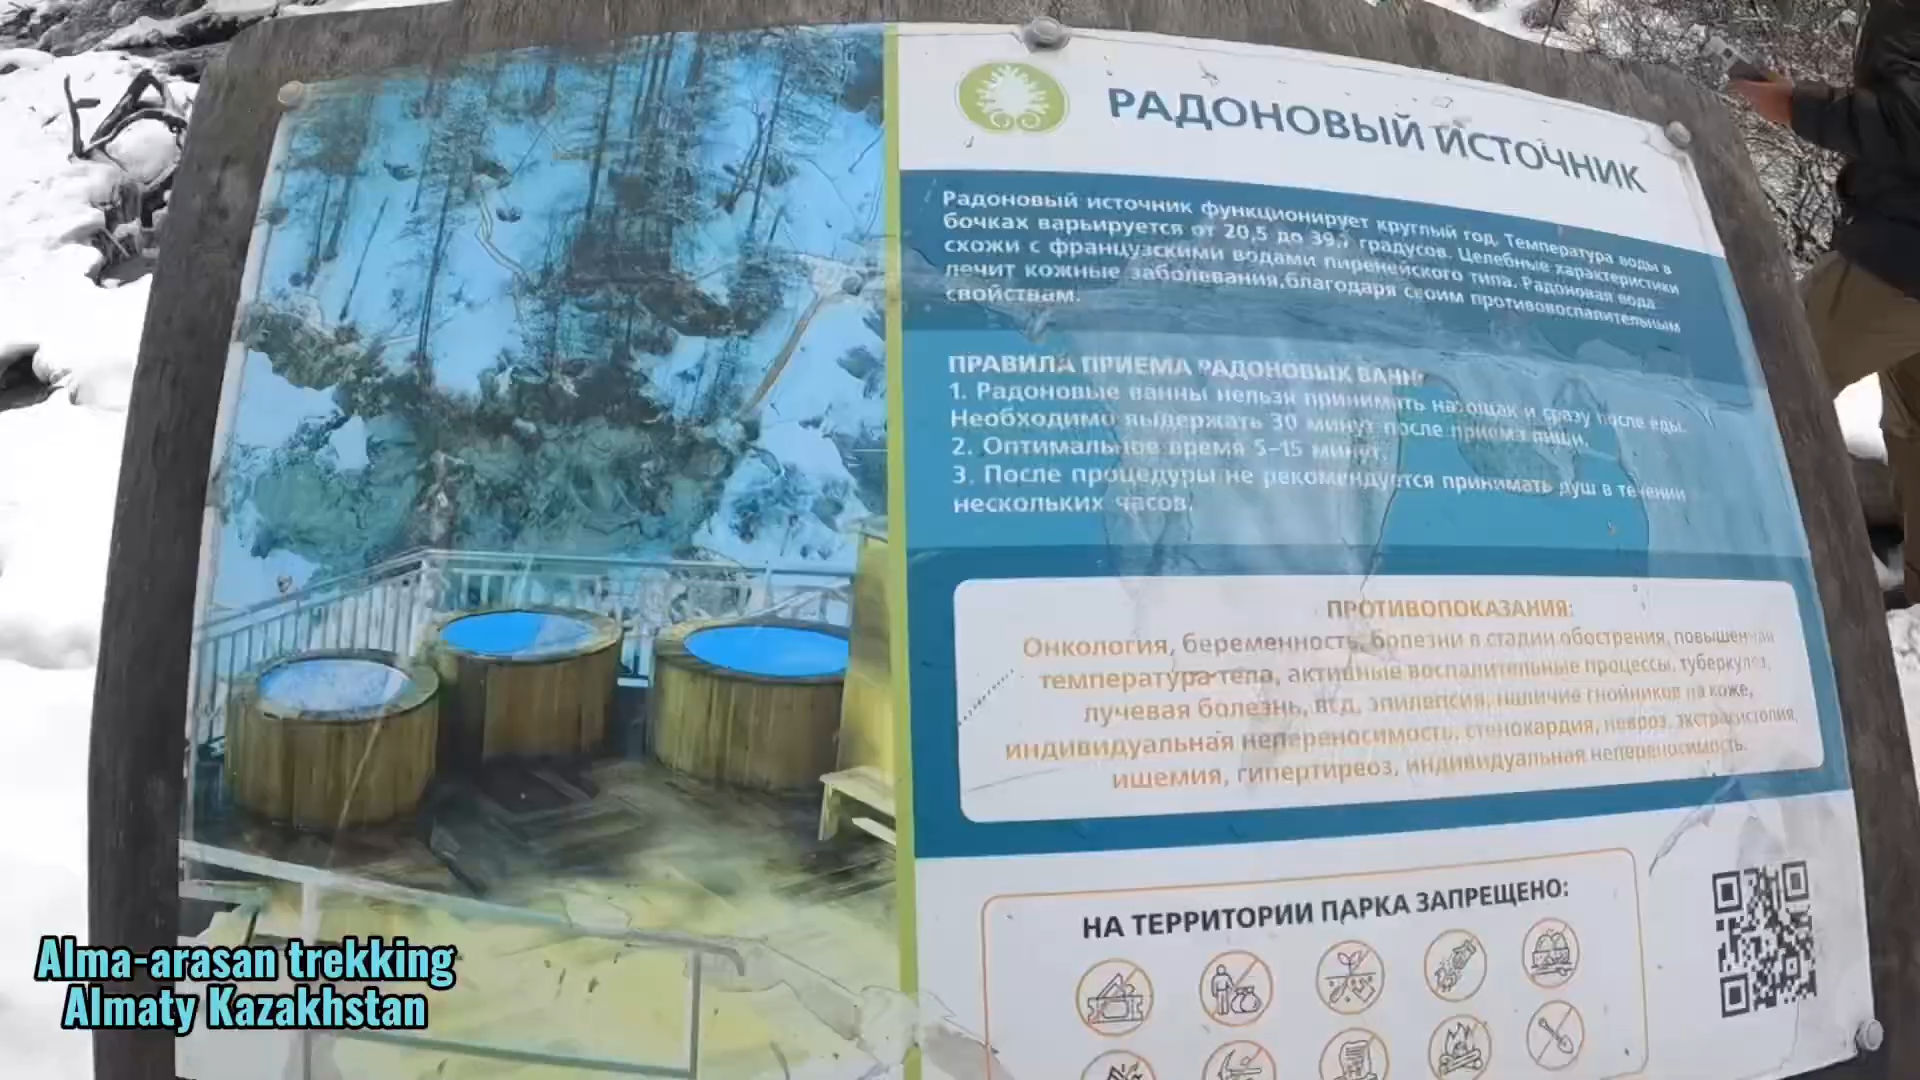 РАДОНОВЫЙ ИСТОЧНИК
Радоновый источник функционирует круглый год. Температура воды в
бочках варьируется от 20,5 до 39,7 градусов. Целебные характеристики
схожи с французскими водами пиренейского типа. Радоновая вода
лечит кожные заболевания,благодаря своим противовоспалительным
свойствам.
ПРАВИЛА ПРИЕМА РАДОНОВЫХ ВАНН:
1. Радоновые ванны нельзя принимать натощак и сразу после еды.
Необходимо выдержать 30 минут после приема пищи.
2. Оптимальное время 5-15 минут.
3. После процедуры не рекомендуется принимать душ в течении
нескольких часов.
ПРОТИВОПОКАЗАНИЯ:
Онкология, беременность, болезни в стадии обострения, повышенная
температура тела, активные воспалительные процессы, туберкулез,
лучевая болезнь, всд, эпилепсия, наличие гнойников на коже,
индивидуальная непереносимость, стенокардия, невроз, экстрасистолия,
ишемия, гипертиреоз, индивидуальная непереносимость.
НА ТЕРРИТОРИИ ПАРКА ЗАПРЕЩЕНО:
Alma-arasan trekking
Almaty Kazakhstan